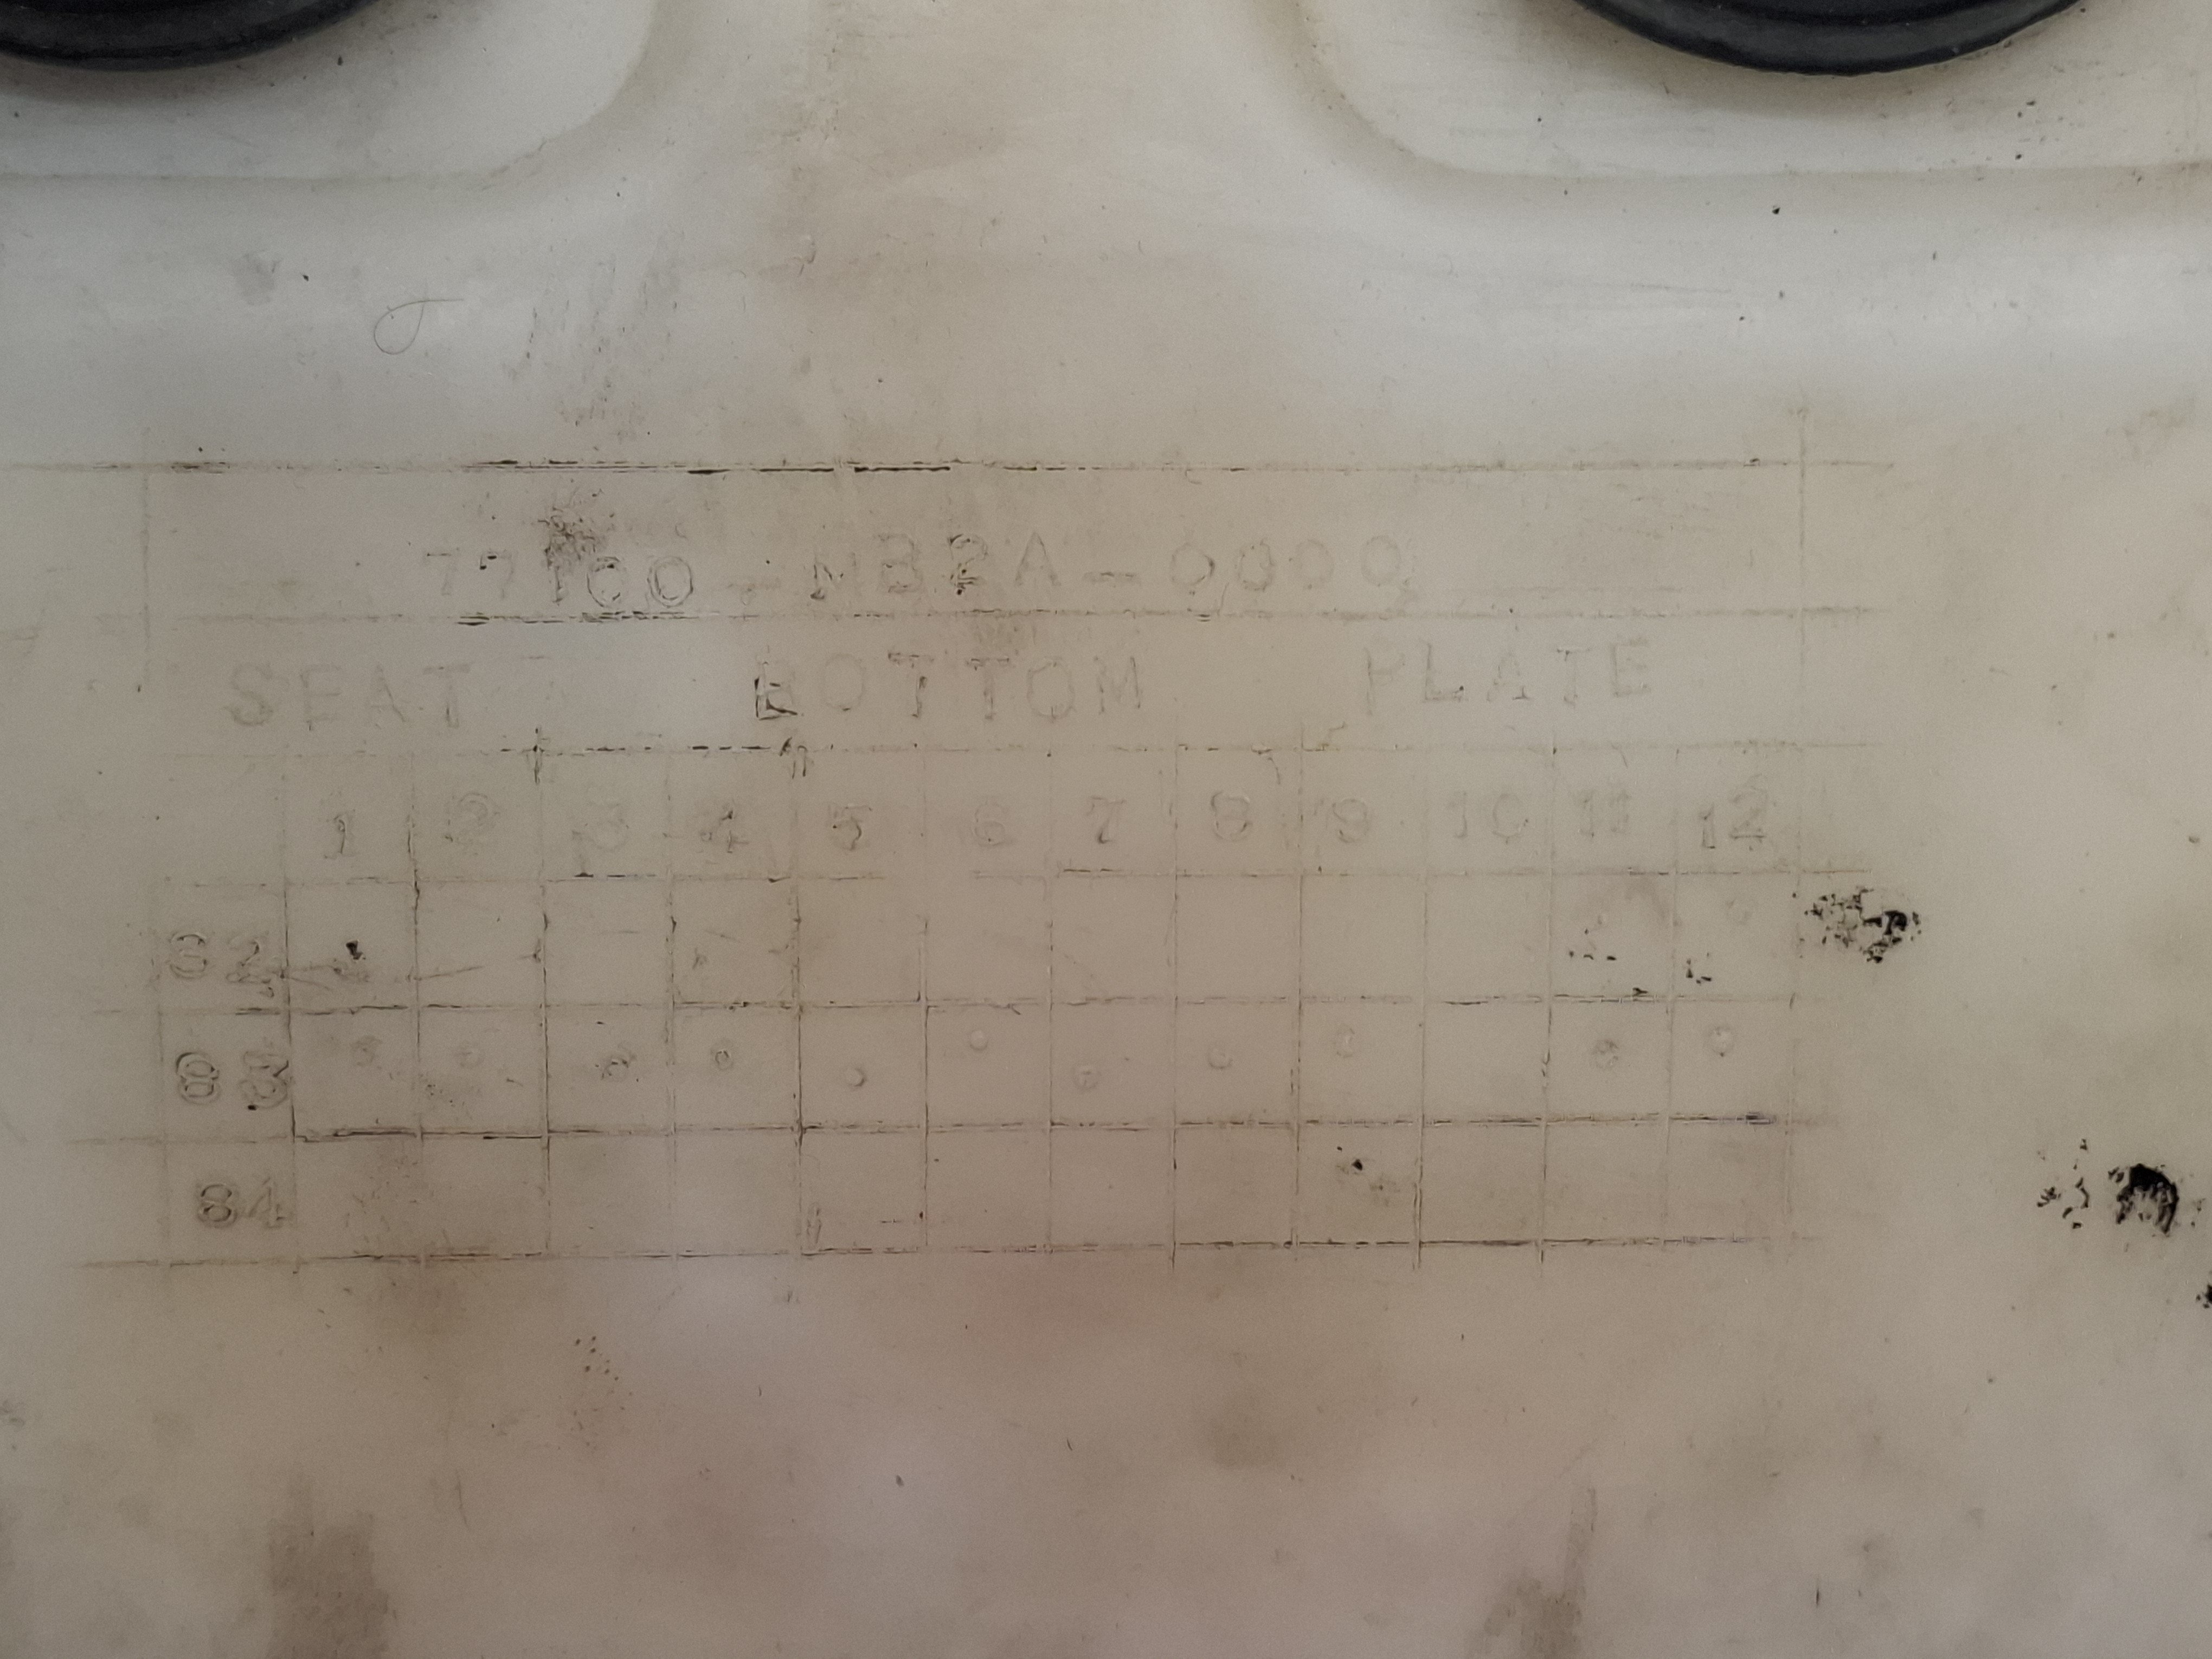 77100-MB2A-0000
SEAT BOTTOM PLATE
1 2 3 4 5 6 7 8 9 10 11 12
82
83
84